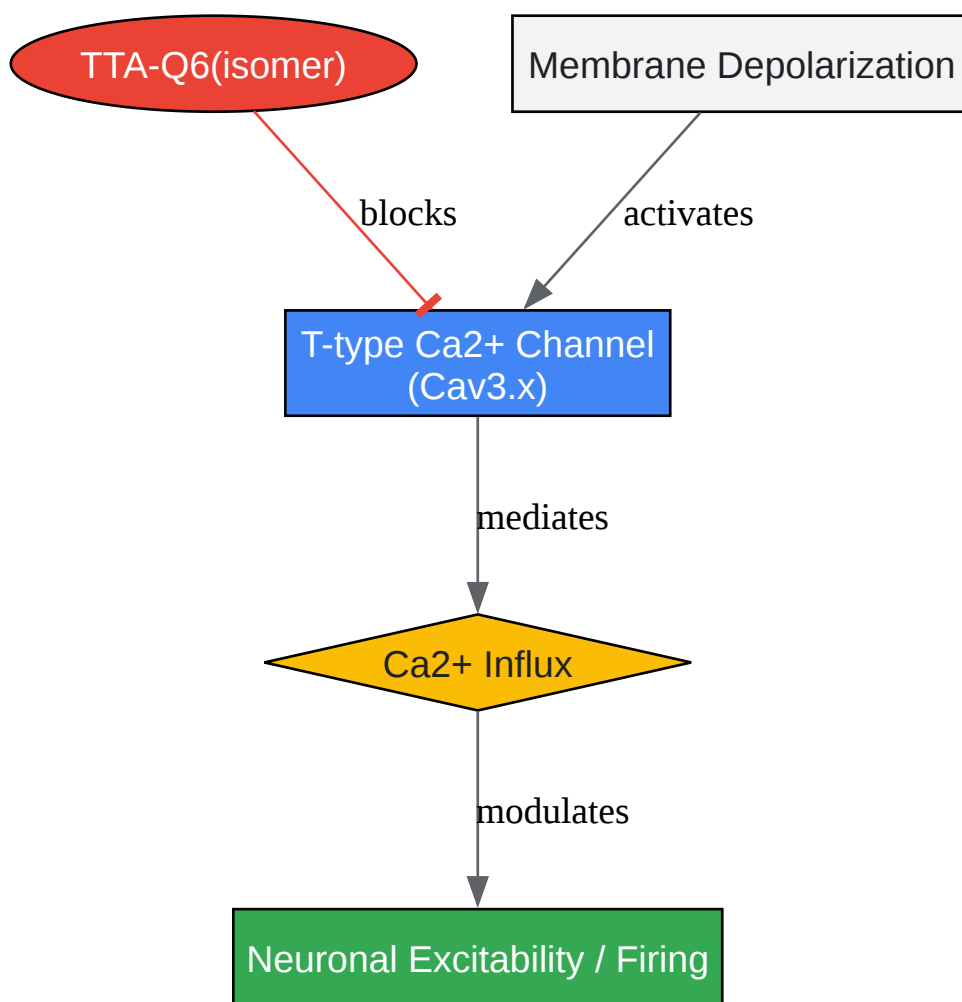 TTA-Q6(isomer)
Membrane Depolarization
blocks
activates
T-type Ca2+ Channel
(Cav3.x)
mediates
Ca2+ Influx
modulates
Neuronal Excitability / Firing